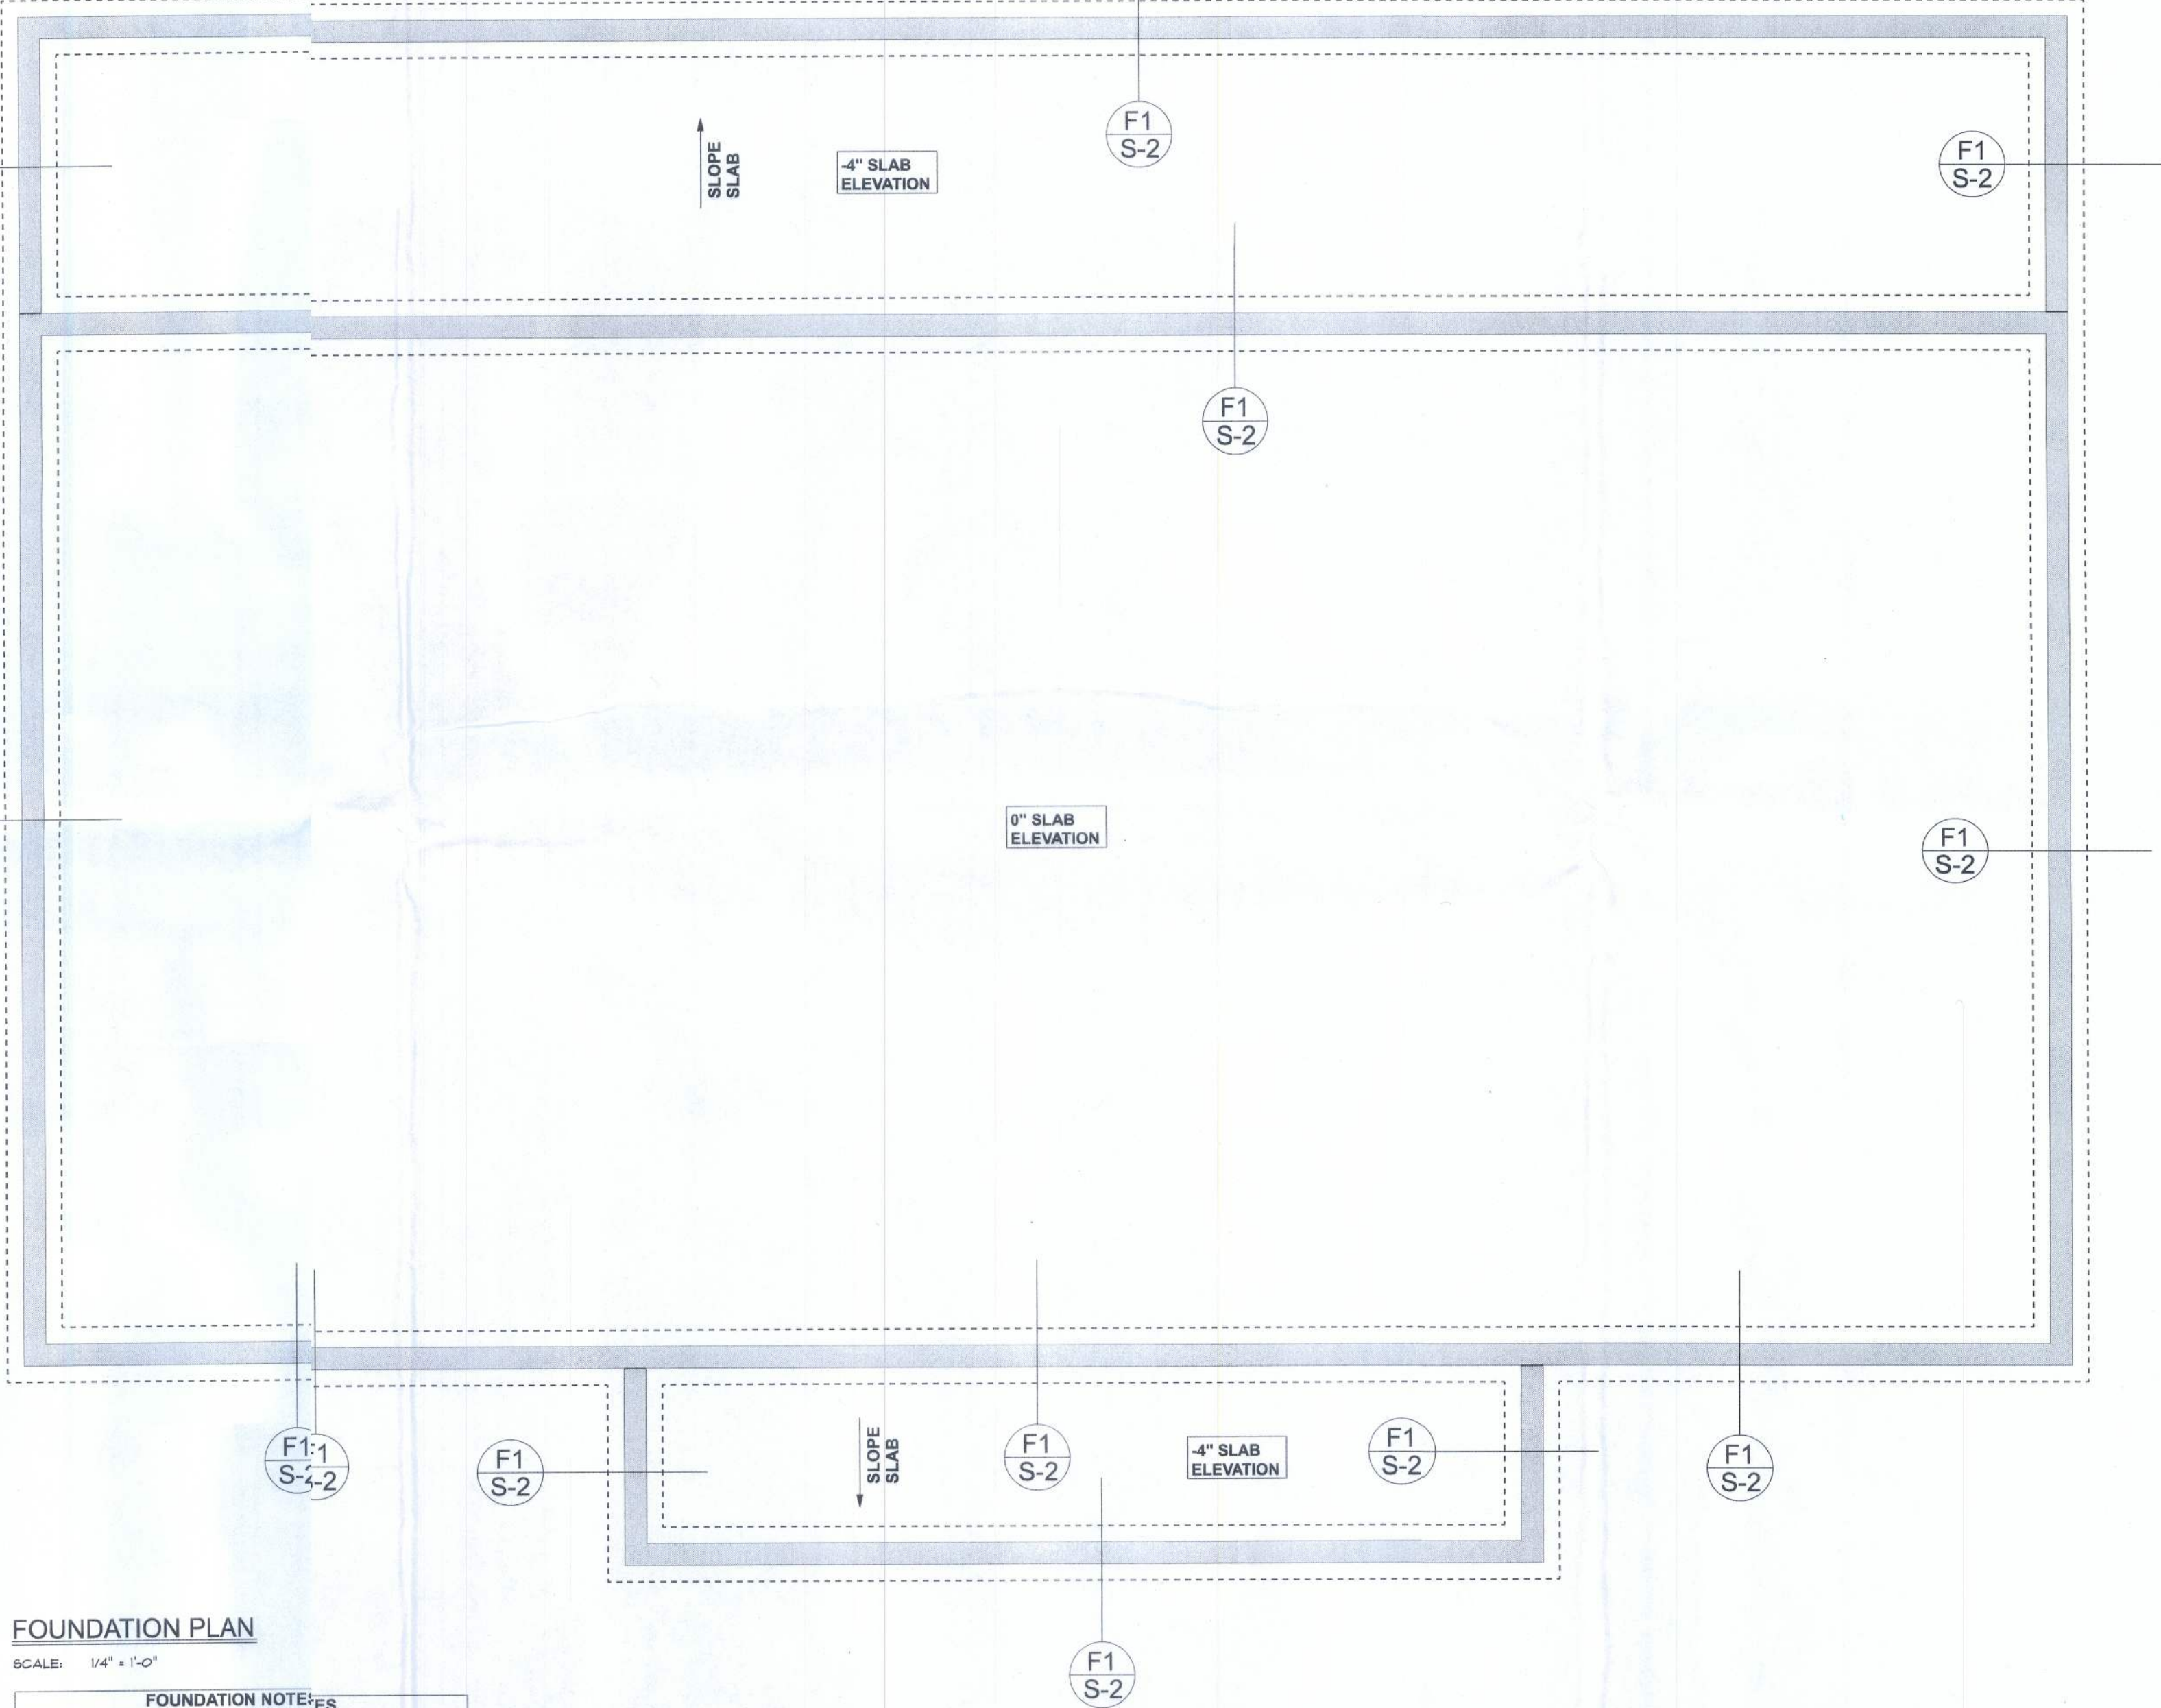 F1
S-2
F1
S-2
SLOPE
SLAB
-4" SLAB
ELEVATION
F1
S-2
0" SLAB
ELEVATION
F1
S-2
F1
S-2
F1
S-2
SLOPE
SLAB
F1
S-2
-4" SLAB
ELEVATION
F1
S-2
F1
S-2
F1
S-2
FOUNDATION PLAN
SCALE: 1/4" = 1'-0"
FOUNDATION NOTES